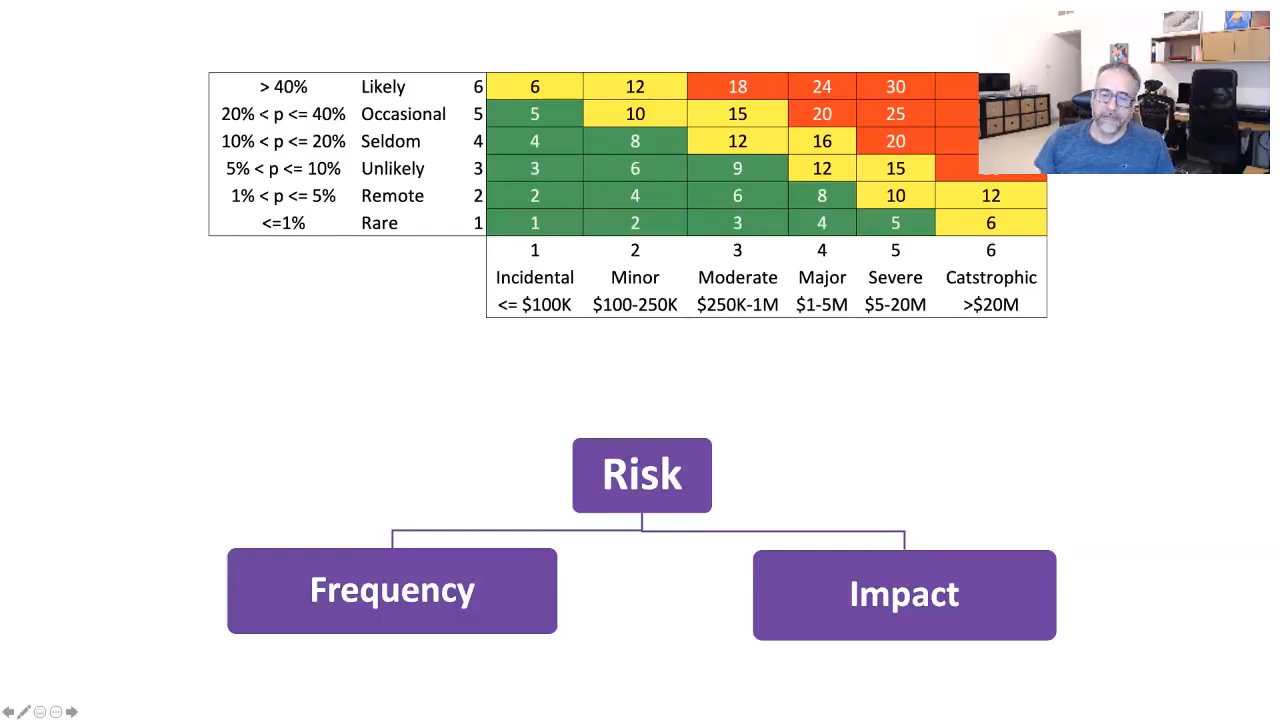 > 40% Likely 6 6 12 18 24 30
20% < p <= 40% Occasional 5 5 10 15 20 25
10% < p <= 20% Seldom 4 4 8 12 16 20
5% < p <= 10% Unlikely 3 3 6 9 12 15
1% < p <= 5% Remote 2 2 4 6 8 10 12
<=1% Rare 1 1 2 3 4 5 6
1 2 3 4 5 6
Incidental Minor Moderate Major Severe Catstrophic
<= $100K $100-250K $250K-1M $1-5M $5-20M >$20M
Risk
Frequency
Impact